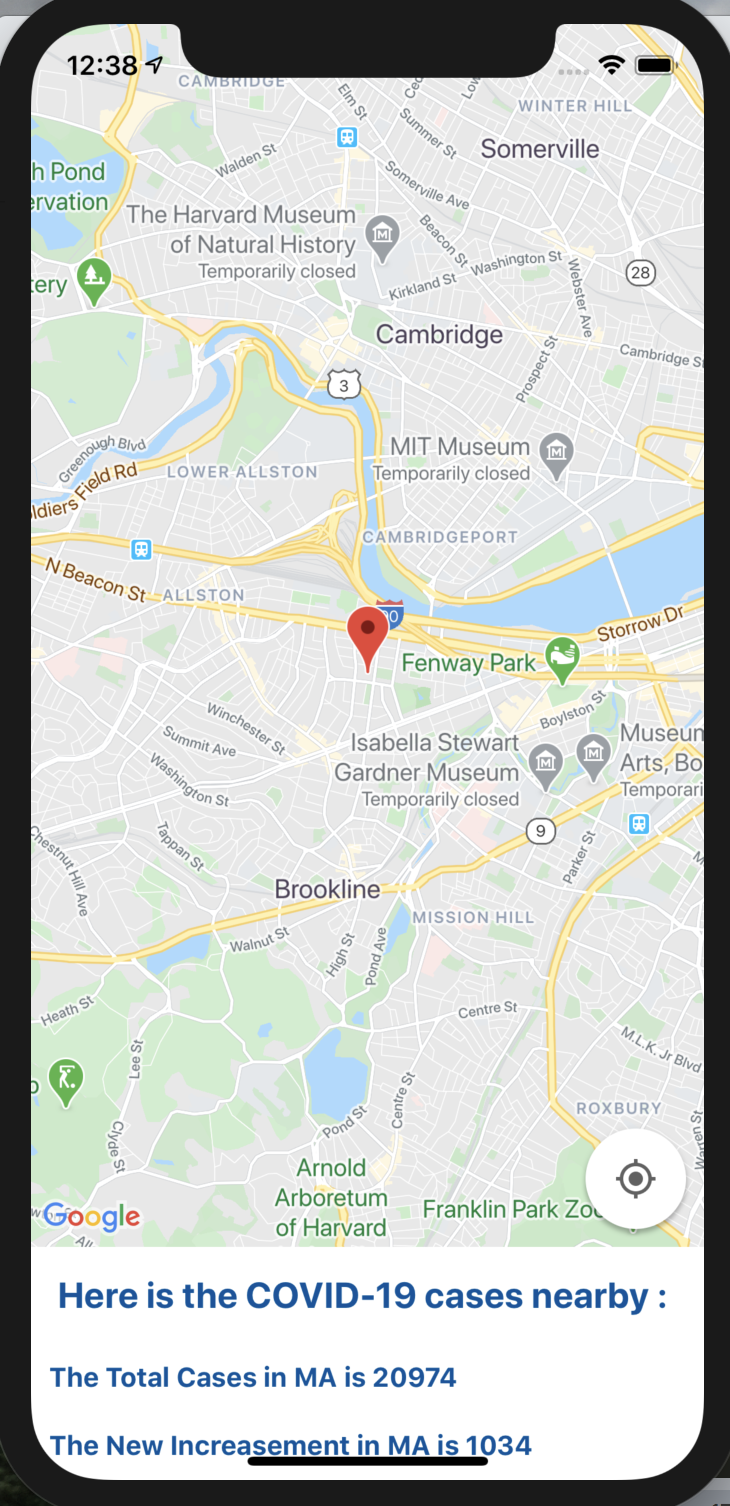 12:38
CAMBRIDGE
Elm St
WINTER HILL
Summer St
Somerville
Walden St
h Pond
ervation
Somerville Ave
The Harvard Museum
of Natural History
Temporarily closed
Beacon St
Washington St
Kirkland St
Webster Ave
28
tery
Cambridge
Prospect St
Cambridge S
3
Greenough Blvd
MIT Museum
Temporarily closed
LOWER ALLSTON
ldiers Field Rd
CAMBRIDGEPORT
N Beacon St
ALLSTON
90
Storrow Dr
Fenway Park
Boylston St
Winchester St
Summit Ave
Washington St
Isabella Stewart
Gardner Museum
Temporarily closed
Museum
Arts, Bo
Temporari
9
Parker St
Tappan St
Chestnut Hill Ave
Brookline
MISSION HILL
Walnut St
High St
Pond Ave
Heath St
Centre St
Lee St
M.L.K. Jr Blvd
Centre St
ROXBURY
Pond St
Clyde St
Warren St
Arnold
Arboretum
of Harvard
Franklin Park Zoo
Google
Here is the COVID-19 cases nearby :
The Total Cases in MA is 20974
The New Increasement in MA is 1034